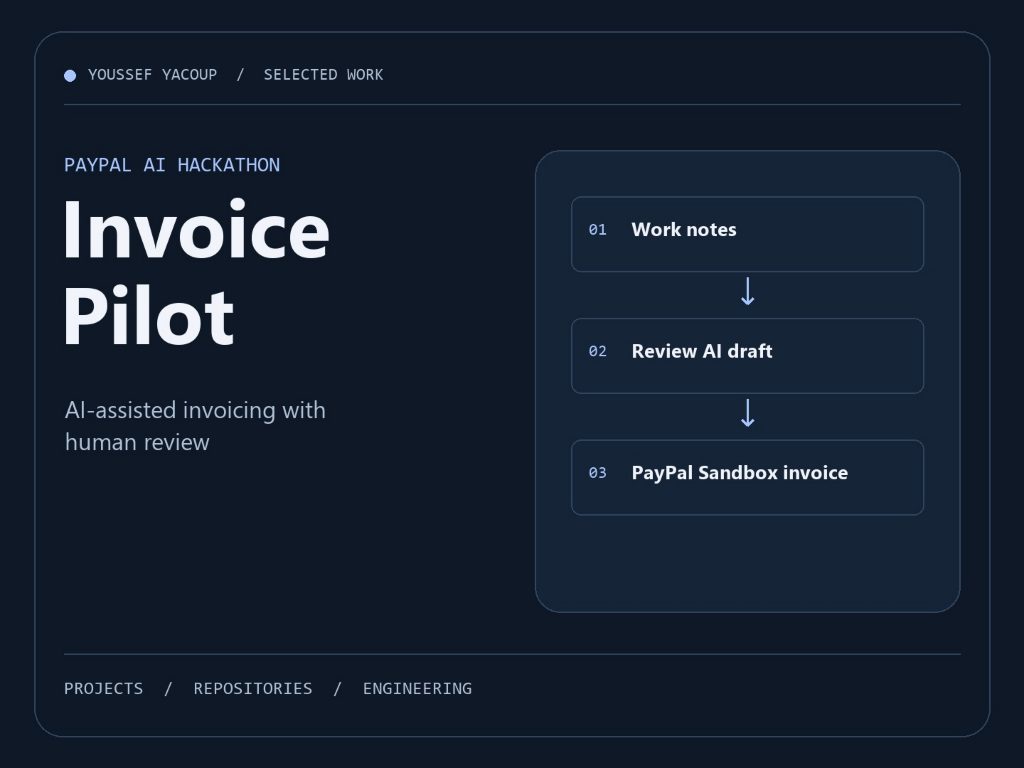 YOUSSEF YACOUP / SELECTED WORK
PAYPAL AI HACKATHON
Invoice
Pilot
AI-assisted invoicing with
human review
01 Work notes
↓
02 Review AI draft
↓
03 PayPal Sandbox invoice
PROJECTS / REPOSITORIES / ENGINEERING